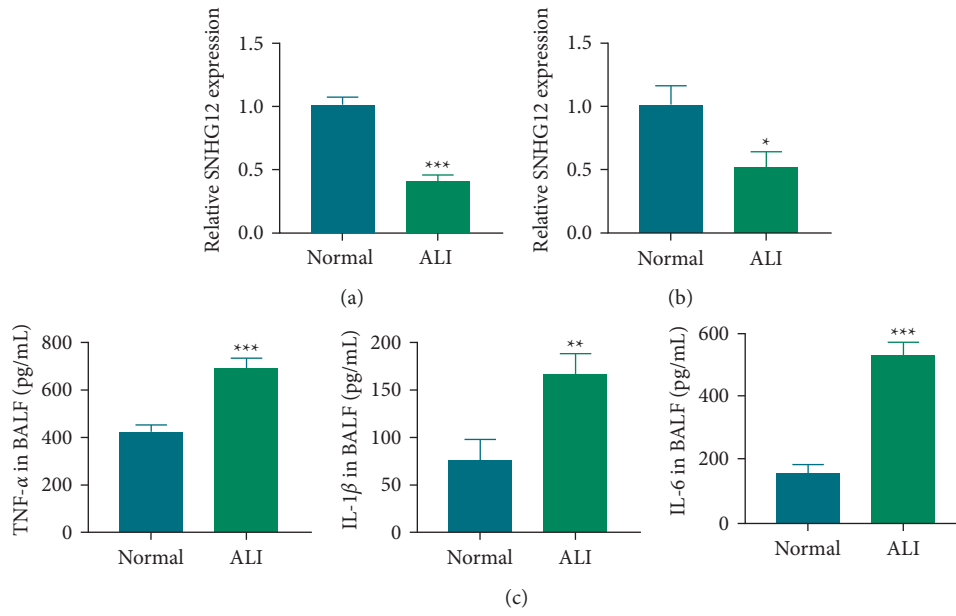 Relative SNHG12 expression
1.5
1.0
0.5
0.0
***
Normal
ALI
(a)
Relative SNHG12 expression
1.5
1.0
0.5
0.0
*
Normal
ALI
(b)
TNF-α in BALF (pg/mL)
800
600
400
200
0
***
Normal
ALI
IL-1β in BALF (pg/mL)
200
150
100
50
0
**
Normal
ALI
IL-6 in BALF (pg/mL)
600
400
200
0
***
Normal
ALI
(c)